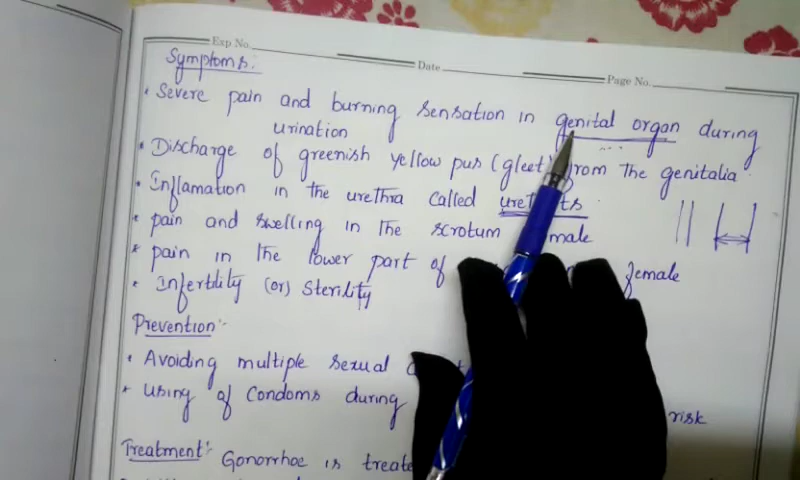 Exp No.
Date
Page No.
Symptoms:
• Severe pain and burning sensation in genital organ during
urination
• Discharge of greenish yellow pus (gleet) from the genitalia.
• Inflamation in the urethra called
• pain and swelling in the scrotum male
• pain in the lower part of female
• Infertility (or) Sterility
Prevention:-
• Avoiding multiple sexual
• Using of Condoms during risk
Treatment:- Gonorrhoe is